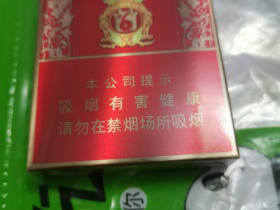 本公司提示
吸烟有害健康
请勿在禁烟场所吸烟
你